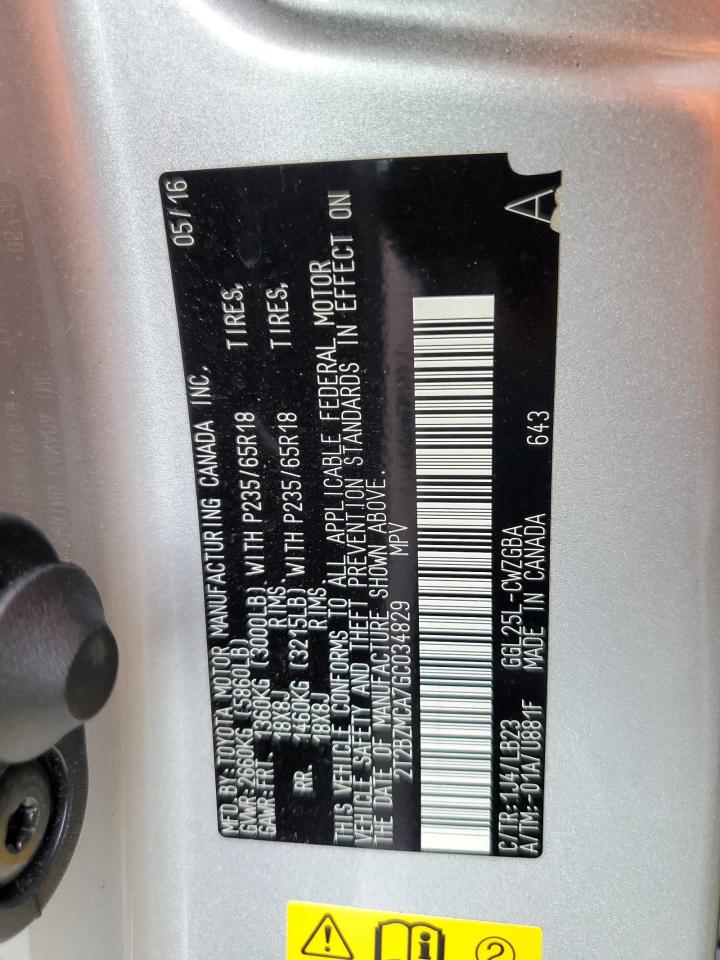 MFD BY:TOYOTA MOTOR MANUFACTURING CANADA INC. 05/16
GVWR:2660KG (5860LB)
GAWR:FRT. 1360KG (3000LB) WITH P235/65R18 TIRES,
18X8J RIMS
RR. 1460KG (3215LB) WITH P235/65R18 TIRES,
18X8J RIMS
THIS VEHICLE CONFORMS TO ALL APPLICABLE FEDERAL MOTOR
VEHICLE SAFETY AND THEFT PREVENTION STANDARDS IN EFFECT ON
THE DATE OF MANUFACTURE SHOWN ABOVE.
2T2BZMCA7GC034829 MPV
A
C/TR:1J4/LB23 GGL25L-CWZGBA 643
A/TM:-01A/U881F MADE IN CANADA